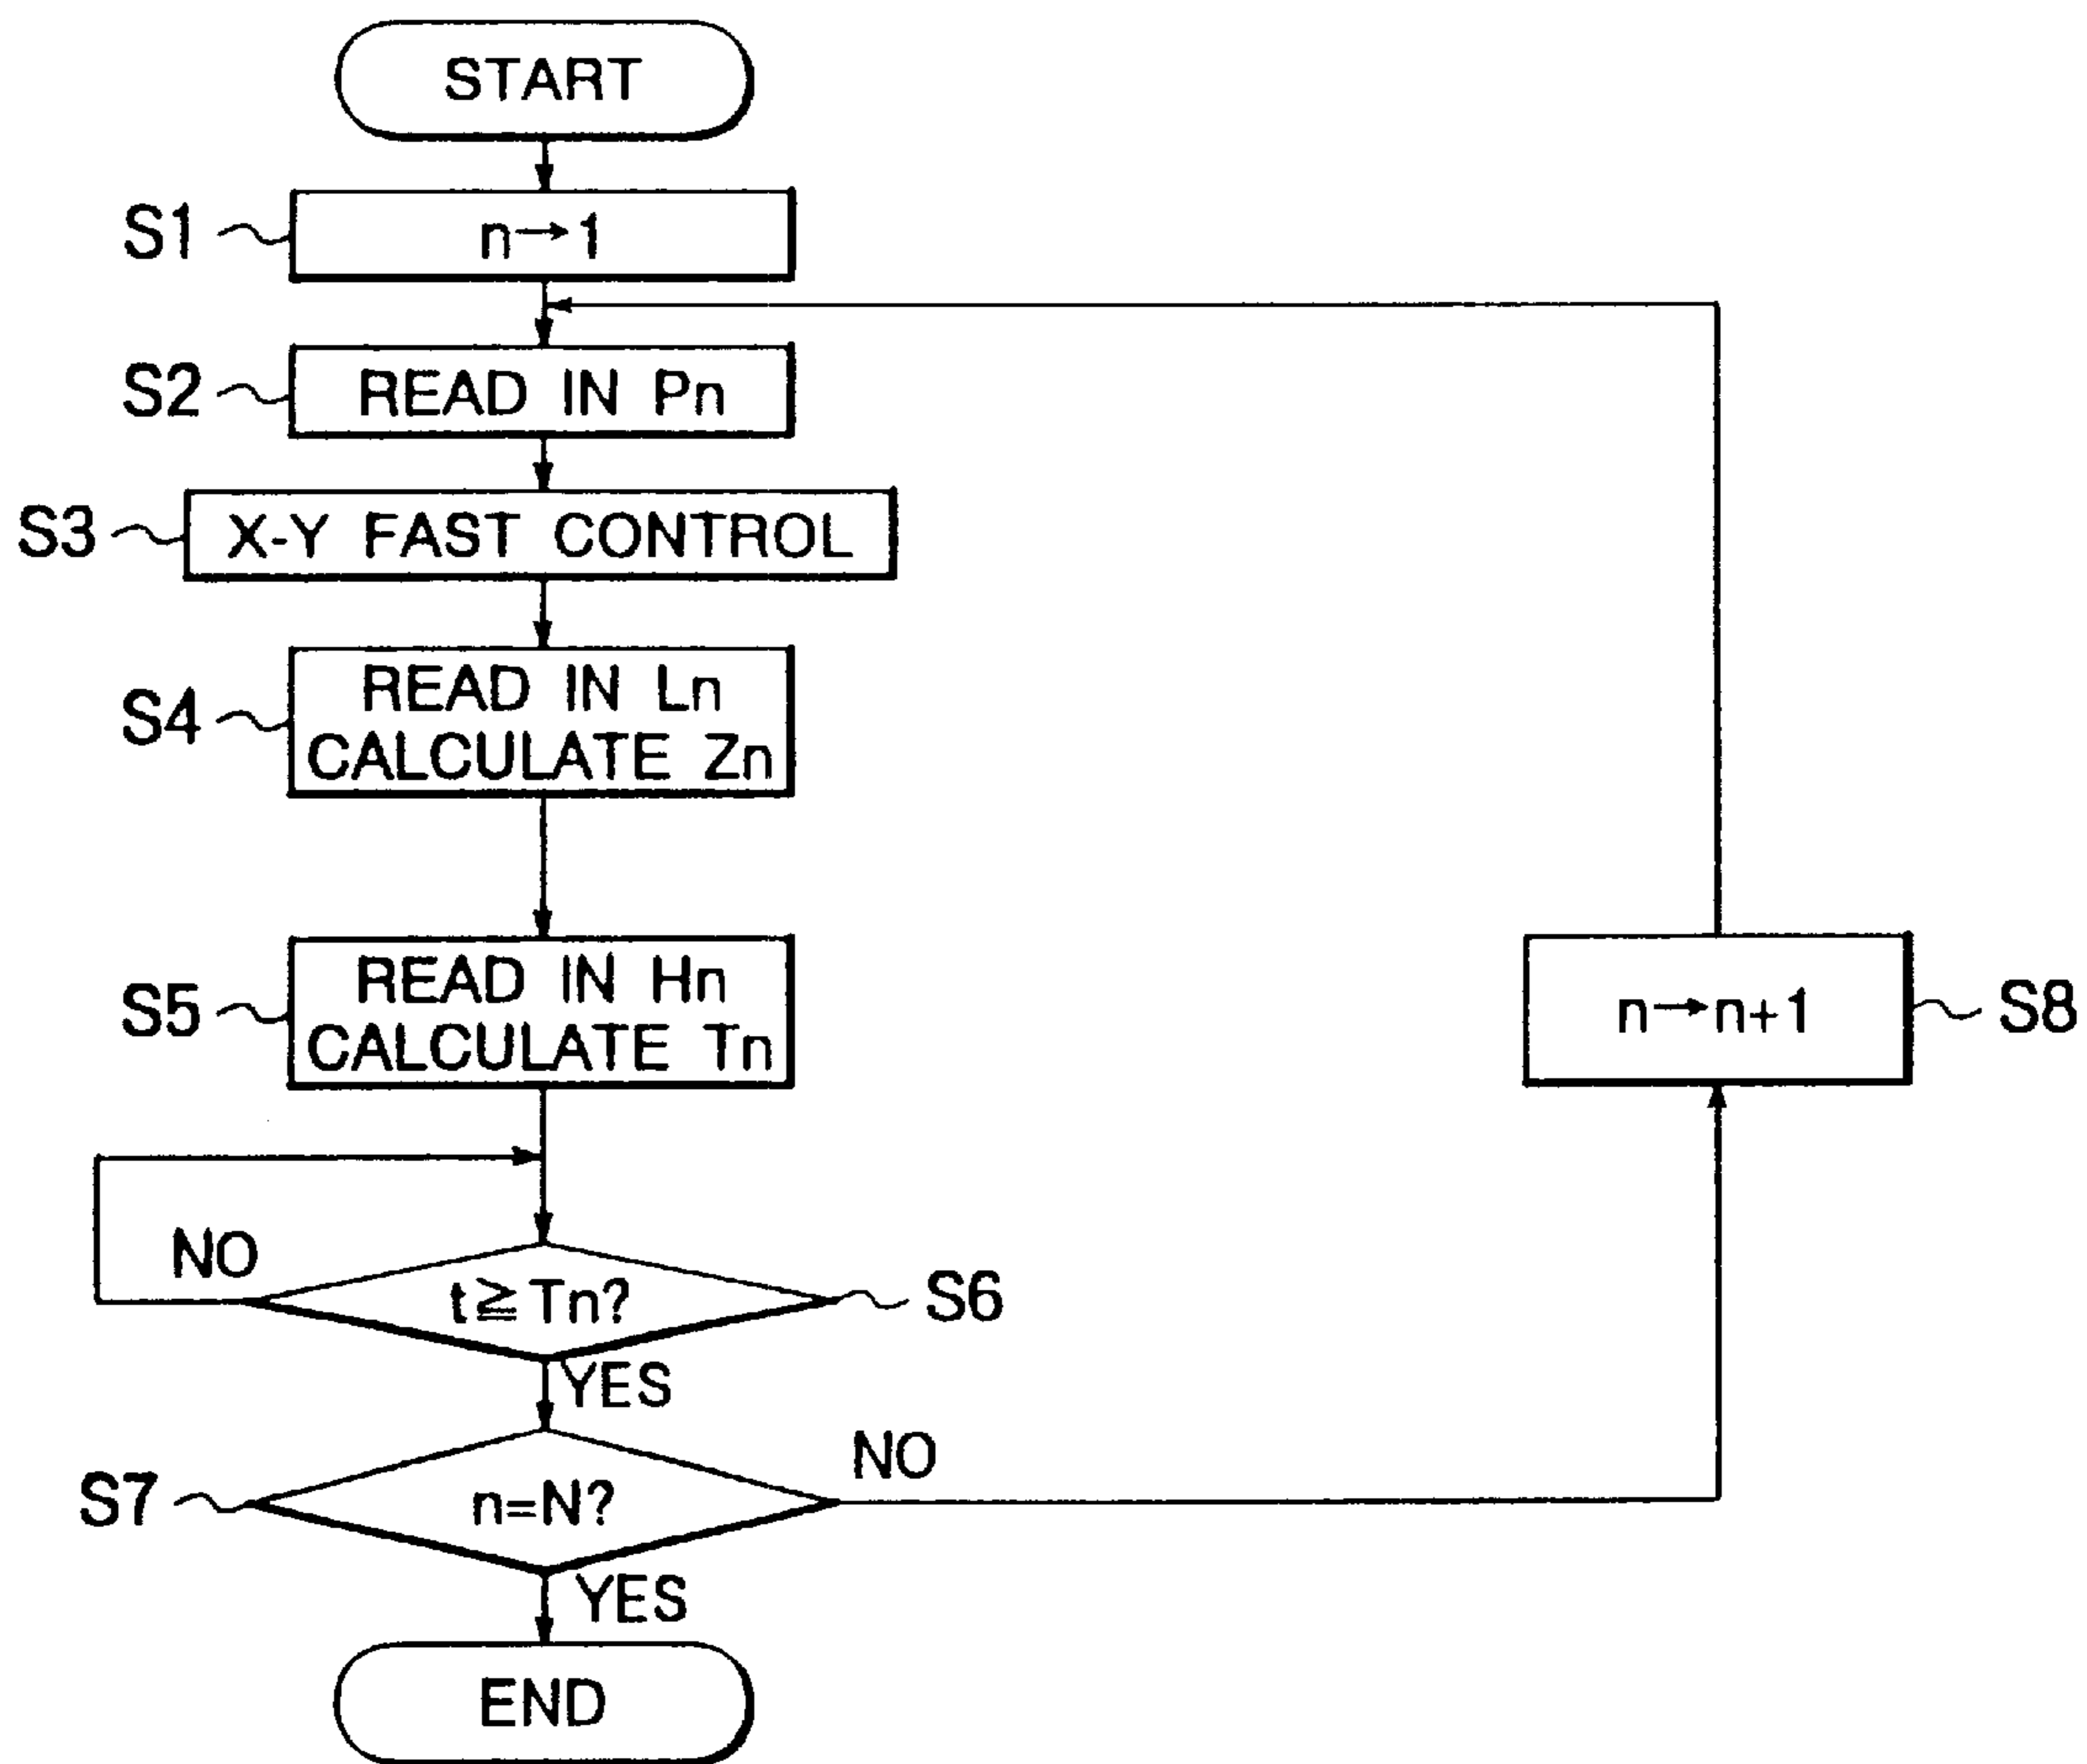 START
S1
n→1
S2
READ IN Pn
S3
X-Y FAST CONTROL
S4
READ IN Ln
CALCULATE Zn
S5
READ IN Hn
CALCULATE Tn
n→n+1
S8
NO
t≧Tn?
S6
YES
S7
n=N?
NO
YES
END